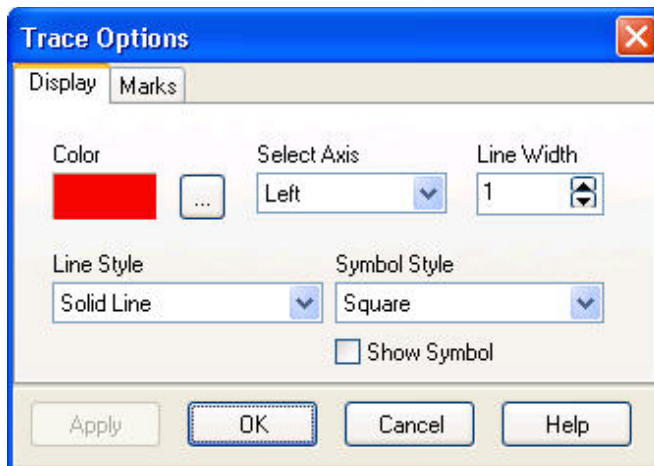 Trace Options
Display Marks
Color Select Axis Line Width
... Left 1
Line Style Symbol Style
Solid Line Square
Show Symbol
Apply OK Cancel Help